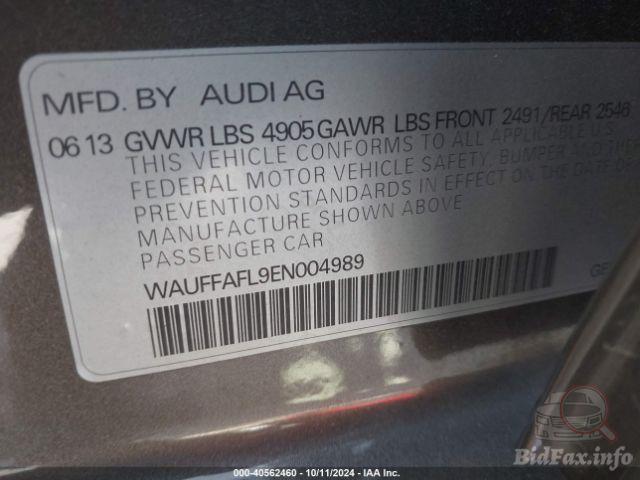 MFD. BY AUDI AG
06 13 GVWR LBS 4905 GAWR LBS FRONT 2491/REAR 2546
THIS VEHICLE CONFORMS TO ALL APPLICABLE U.S.
FEDERAL MOTOR VEHICLE SAFETY, BUMPER AND THEFT
PREVENTION STANDARDS IN EFFECT ON THE DATE OF
MANUFACTURE SHOWN ABOVE
PASSENGER CAR
WAUFFAFL9EN004989
GE
000-40562460 - 10/11/2024 - IAA Inc.
BidFax.info